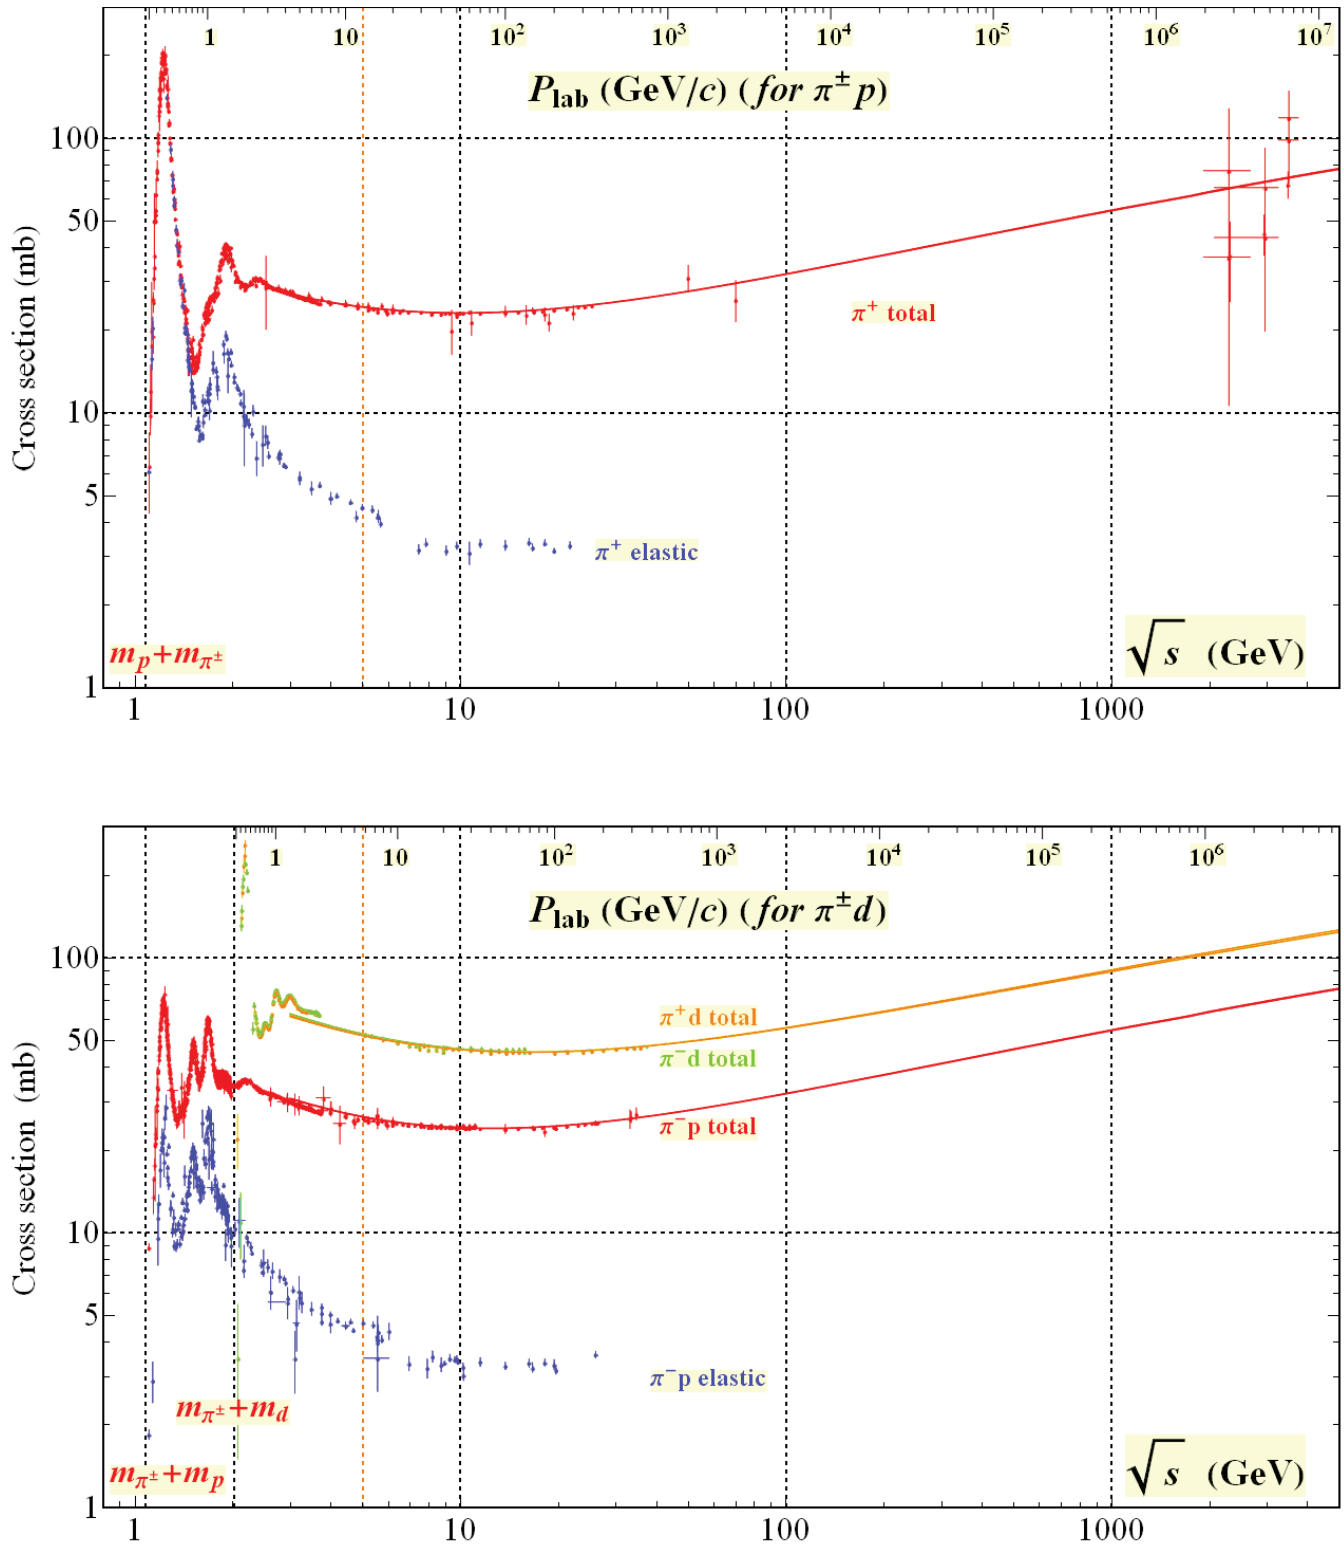 1 10 10² 10³ 10⁴ 10⁵ 10⁶ 10⁷
P_lab (GeV/c) (for π±p)
100
50
π⁺ total
10
Cross section (mb)
5
π⁺ elastic
m_p+m_π±
√s (GeV)
1
1 10 100 1000
1 10 10² 10³ 10⁴ 10⁵ 10⁶
P_lab (GeV/c) (for π±d)
100
π⁺d total
50
π⁻d total
π⁻p total
10
Cross section (mb)
5
π⁻p elastic
m_π±+m_d
m_π±+m_p
√s (GeV)
1
1 10 100 1000